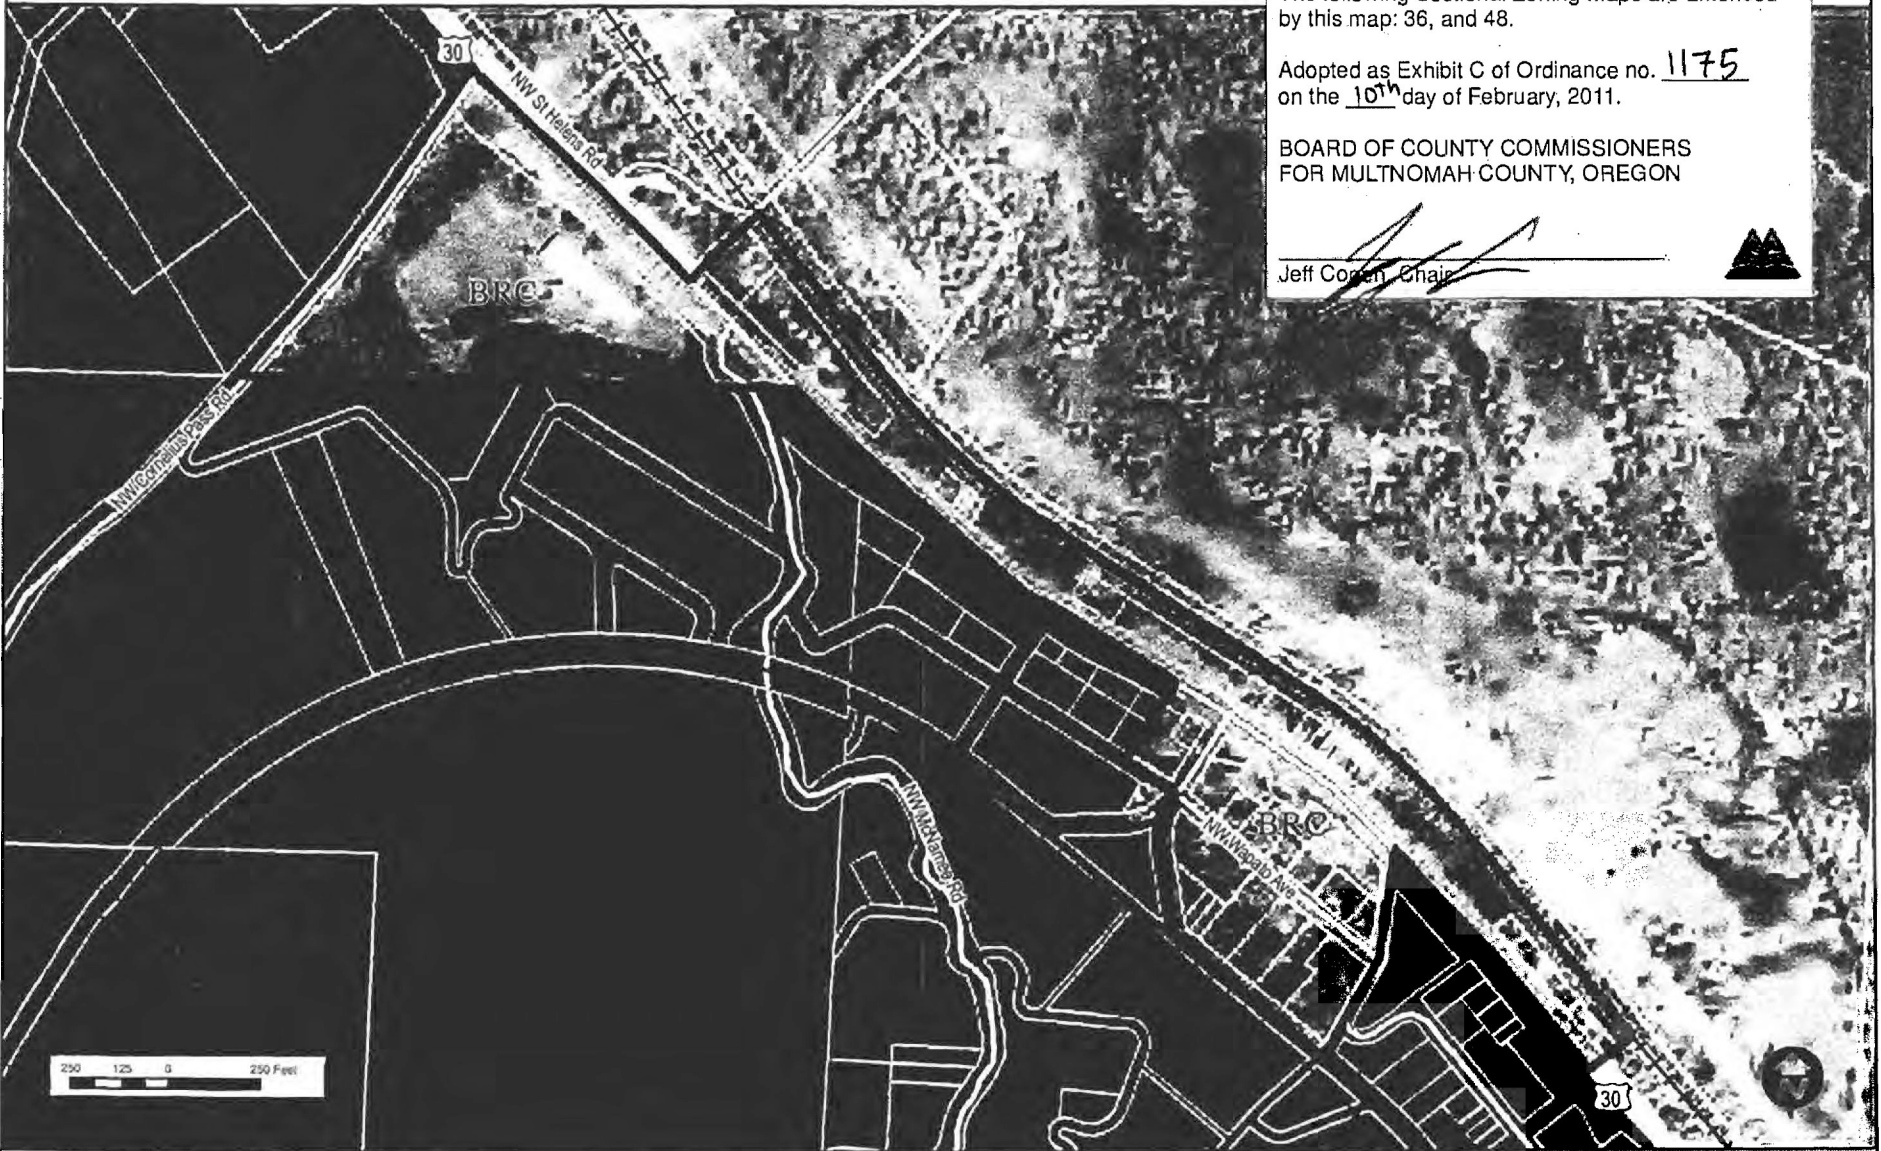 by this map: 36, and 48.
Adopted as Exhibit C of Ordinance no. 1175
on the 10th day of February, 2011.
BOARD OF COUNTY COMMISSIONERS
FOR MULTNOMAH COUNTY, OREGON
Jeff Cogen, Chair
30
NW St Helens Rd
BRC
NW Cornelius Pass Rd
NW McNamee Rd
BRC
NW Wapato Ave
250 125 0 250 Feet
30